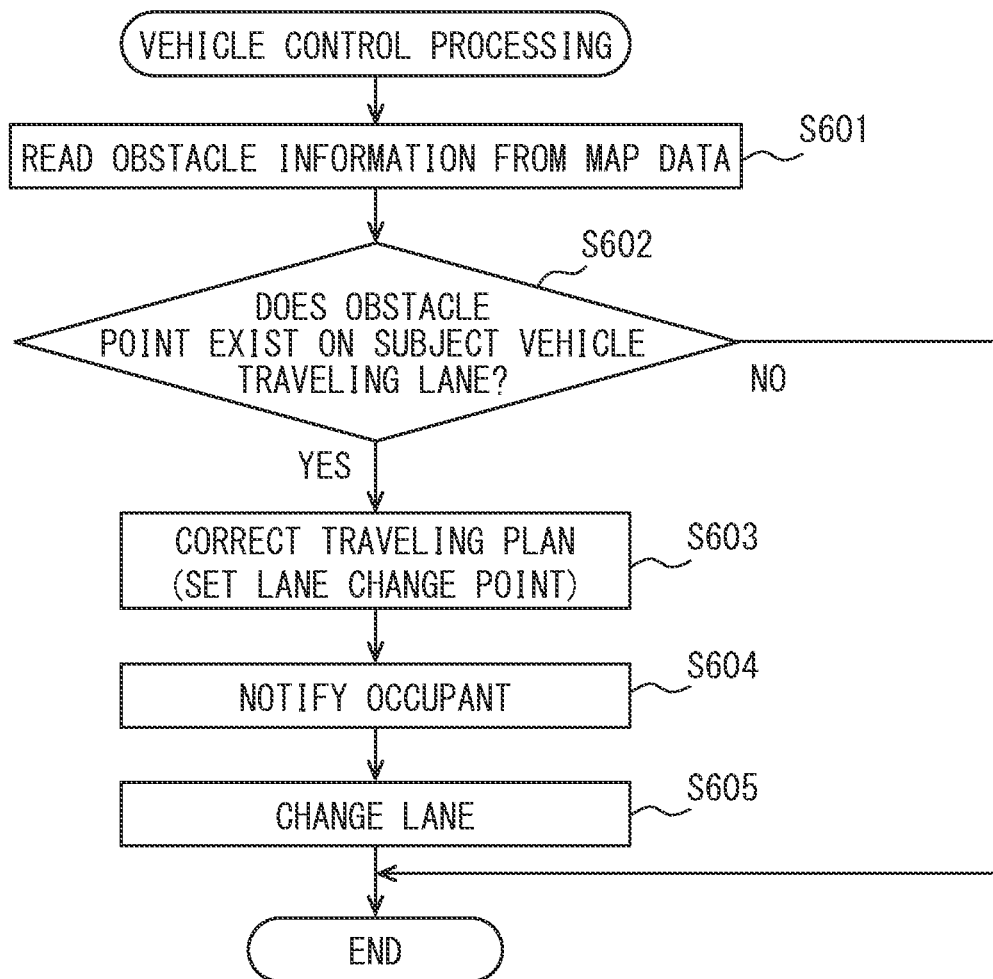 VEHICLE CONTROL PROCESSING
S601
READ OBSTACLE INFORMATION FROM MAP DATA
S602
DOES OBSTACLE
POINT EXIST ON SUBJECT VEHICLE
TRAVELING LANE?
NO
YES
S603
CORRECT TRAVELING PLAN
(SET LANE CHANGE POINT)
S604
NOTIFY OCCUPANT
S605
CHANGE LANE
END